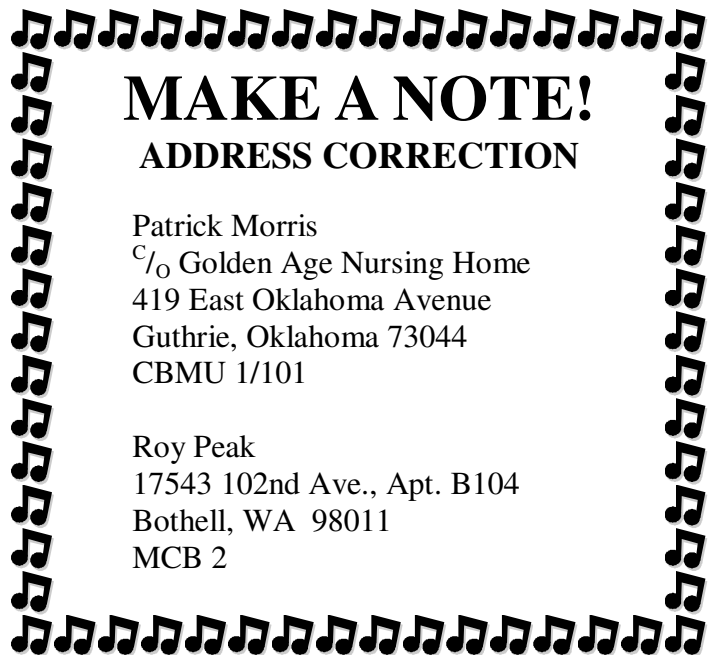 MAKE A NOTE!
ADDRESS CORRECTION
Patrick Morris
C/O Golden Age Nursing Home
419 East Oklahoma Avenue
Guthrie, Oklahoma 73044
CBMU 1/101
Roy Peak
17543 102nd Ave., Apt. B104
Bothell, WA  98011
MCB 2